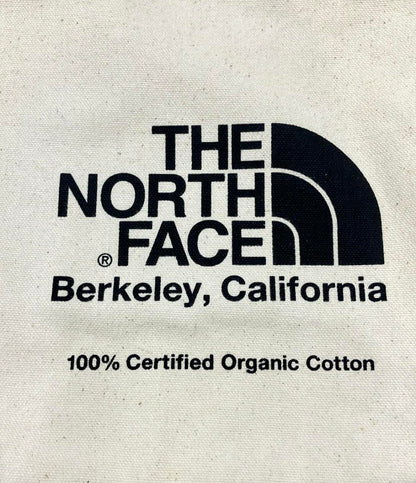 THE
NORTH
® FACE
Berkeley, California
100% Certified Organic Cotton